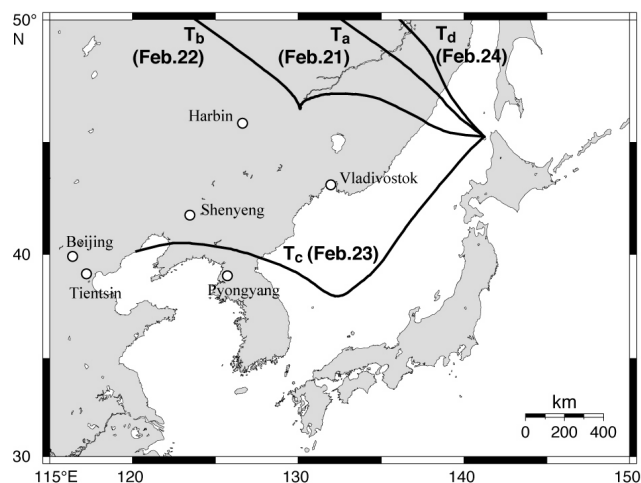 50°
N
Tb
(Feb.22)
Ta
(Feb.21)
Td
(Feb.24)
Harbin
Vladivostok
Shenyeng
Beijing
40
Tc (Feb.23)
Tientsin
Pyongyang
km
0 200 400
30
115°E 120 130 140 150